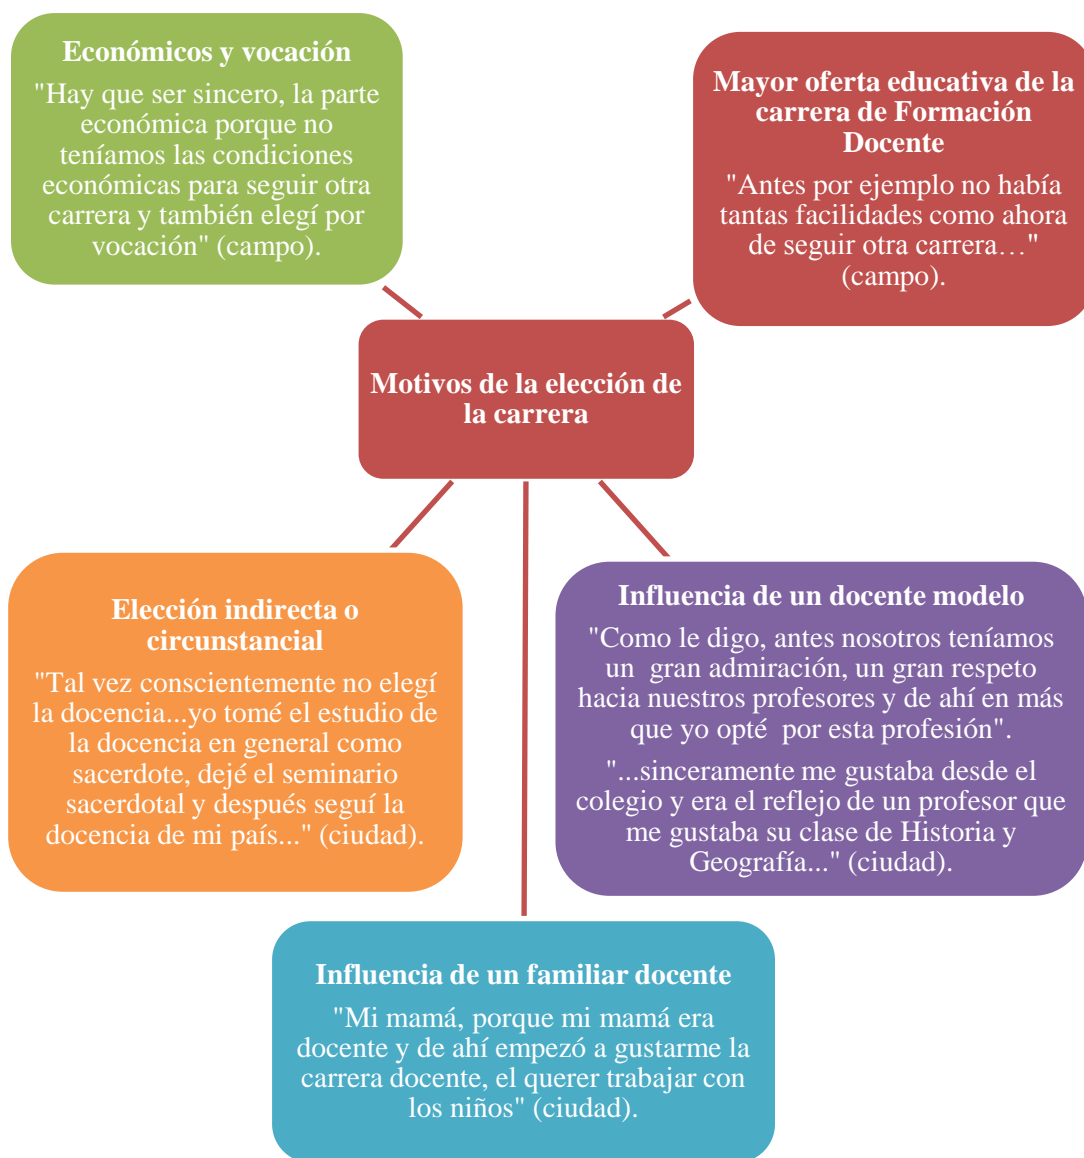 Económicos y vocación
"Hay que ser sincero, la parte
económica porque no
teníamos las condiciones
económicas para seguir otra
carrera y también elegí por
vocación" (campo).
Mayor oferta educativa de la
carrera de Formación
Docente
"Antes por ejemplo no había
tantas facilidades como ahora
de seguir otra carrera…"
(campo).
Motivos de la elección de
la carrera
Elección indirecta o
circunstancial
"Tal vez conscientemente no elegí
la docencia...yo tomé el estudio de
la docencia en general como
sacerdote, dejé el seminario
sacerdotal y después seguí la
docencia de mi país..." (ciudad).
Influencia de un docente modelo
"Como le digo, antes nosotros teníamos
un  gran admiración, un gran respeto
hacia nuestros profesores y de ahí en más
que yo opté  por esta profesión".
"...sinceramente me gustaba desde el
colegio y era el reflejo de un profesor que
me gustaba su clase de Historia y
Geografía..." (ciudad).
Influencia de un familiar docente
"Mi mamá, porque mi mamá era
docente y de ahí empezó a gustarme la
carrera docente, el querer trabajar con
los niños" (ciudad).